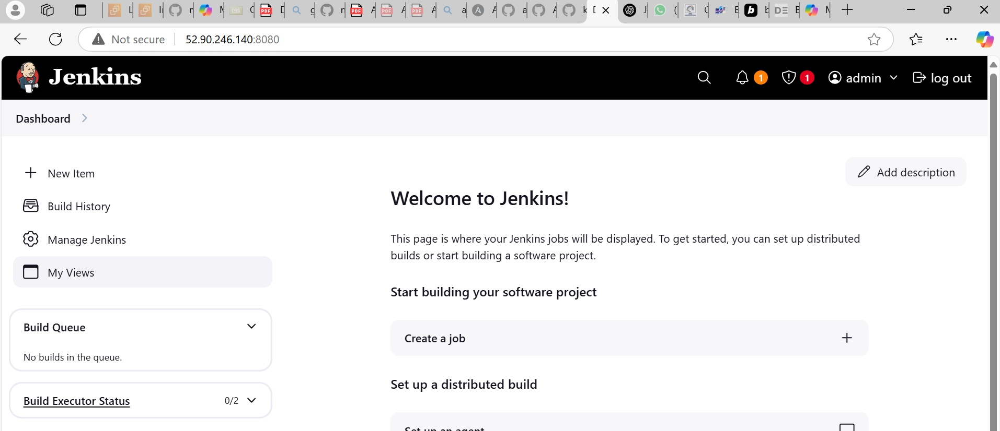 Not secure
52.90.246.140:8080
Jenkins
1
1
admin
log out
Dashboard
New Item
Build History
Manage Jenkins
My Views
Build Queue
No builds in the queue.
Build Executor Status
0/2
Add description
Welcome to Jenkins!
This page is where your Jenkins jobs will be displayed. To get started, you can set up distributed
builds or start building a software project.
Start building your software project
Create a job
Set up a distributed build
Set up an agent